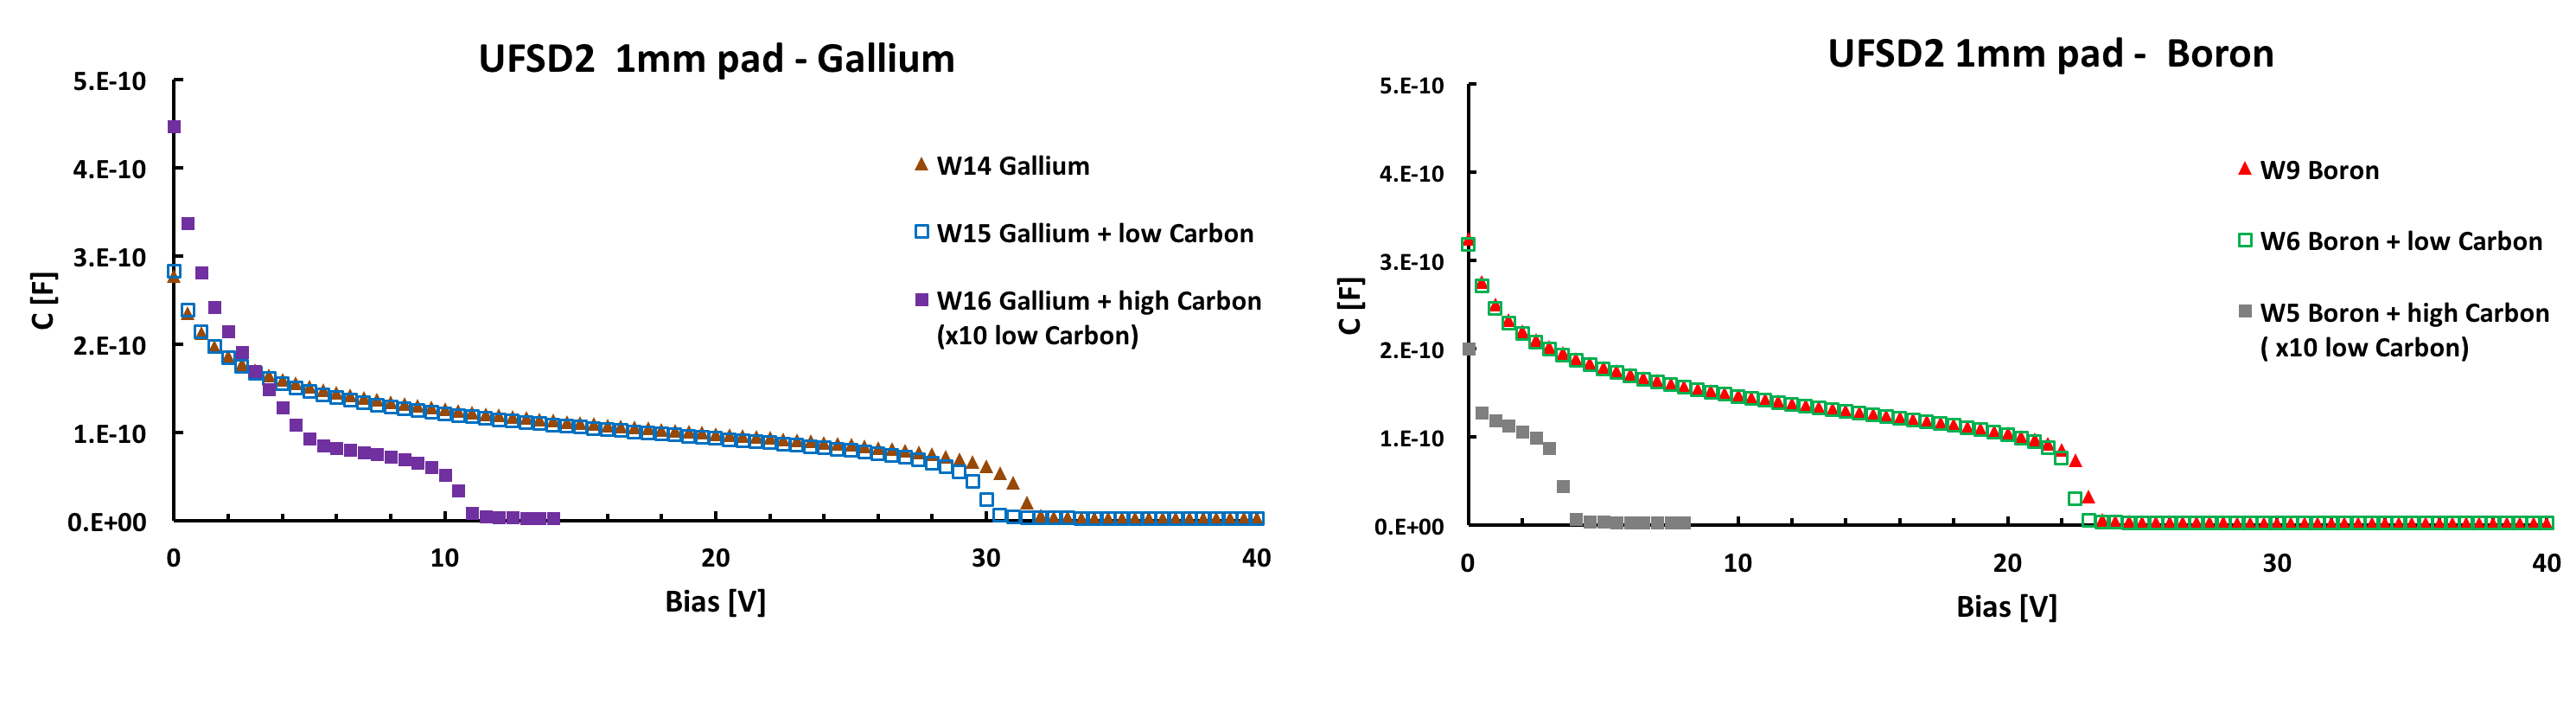 UFSD2 1mm pad - Gallium
5.E-10
4.E-10
3.E-10
2.E-10
1.E-10
0.E+00
C [F]
W14 Gallium
W15 Gallium + low Carbon
W16 Gallium + high Carbon
(x10 low Carbon)
0 10 20 30 40
Bias [V]
UFSD2 1mm pad - Boron
5.E-10
4.E-10
3.E-10
2.E-10
1.E-10
0.E+00
C [F]
W9 Boron
W6 Boron + low Carbon
W5 Boron + high Carbon
( x10 low Carbon)
0 10 20 30 40
Bias [V]